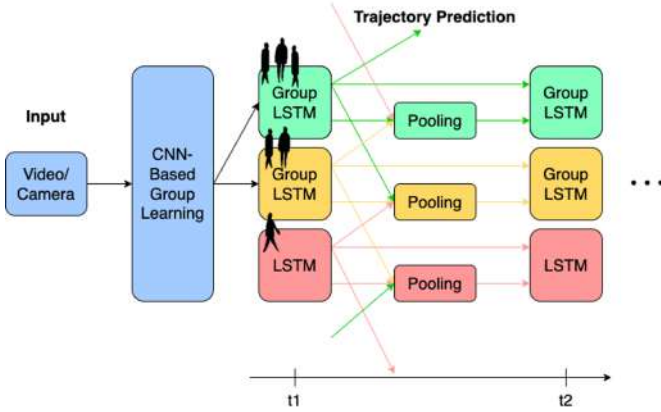 Trajectory Prediction
Input
Video/
Camera
CNN-
Based
Group
Learning
Group
LSTM
Pooling
Group
LSTM
Group
LSTM
Pooling
Group
LSTM
LSTM
Pooling
LSTM
t1
t2